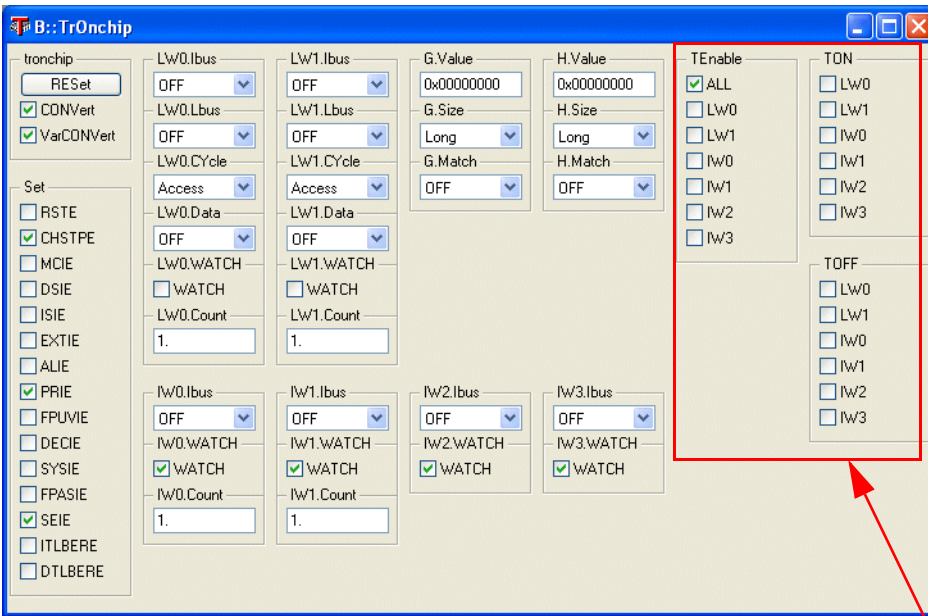 B::TrOnchip
tronchip
RESet
CONVert
VarCONVert
Set
RSTE
CHSTPE
MCIE
DSIE
ISIE
EXTIE
ALIE
PRIE
FPUVIE
DECIE
SYSIE
FPASIE
SEIE
ITLBERE
DTLBERE
LW0.Ibus
OFF
LW0.Lbus
OFF
LW0.CYcle
Access
LW0.Data
OFF
LW0.WATCH
WATCH
LW0.Count
1.
LW1.Ibus
OFF
LW1.Lbus
OFF
LW1.CYcle
Access
LW1.Data
OFF
LW1.WATCH
WATCH
LW1.Count
1.
G.Value
0x00000000
G.Size
Long
G.Match
OFF
H.Value
0x00000000
H.Size
Long
H.Match
OFF
IW0.Ibus
OFF
IW0.WATCH
WATCH
IW0.Count
1.
IW1.Ibus
OFF
IW1.WATCH
WATCH
IW1.Count
1.
IW2.Ibus
OFF
IW2.WATCH
WATCH
IW3.Ibus
OFF
IW3.WATCH
WATCH
TEnable
ALL
LW0
LW1
IW0
IW1
IW2
IW3
TON
LW0
LW1
IW0
IW1
IW2
IW3
TOFF
LW0
LW1
IW0
IW1
IW2
IW3